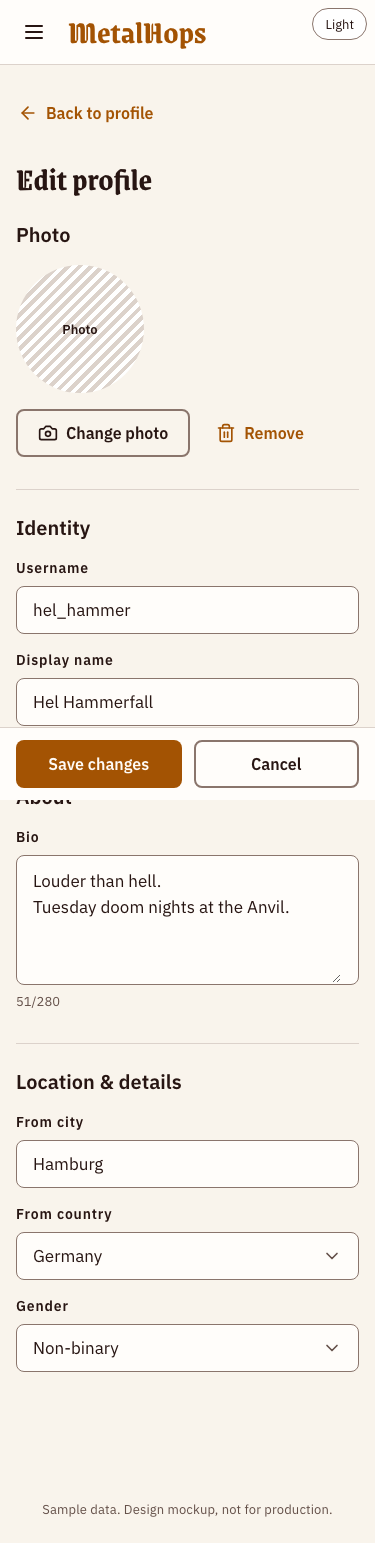 MetalHops
Light
Back to profile
Edit profile
Photo
Photo
Change photo
Remove
Identity
Username
hel_hammer
Display name
Hel Hammerfall
Save changes
Cancel
About
Bio
Louder than hell.
Tuesday doom nights at the Anvil.
51/280
Location & details
From city
Hamburg
From country
Germany
Gender
Non-binary
Sample data. Design mockup, not for production.